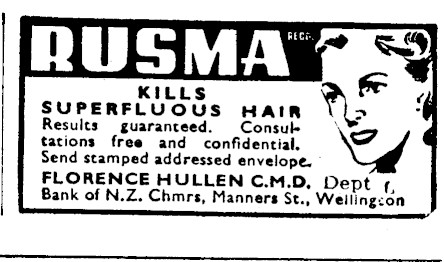 RUSMA REGD.
KILLS
SUPERFLUOUS HAIR
Results guaranteed. Consul-
tations free and confidential.
Send stamped addressed envelope.
FLORENCE HULLEN C.M.D. Dept
Bank of N.Z. Chmrs, Manners St., Wellington